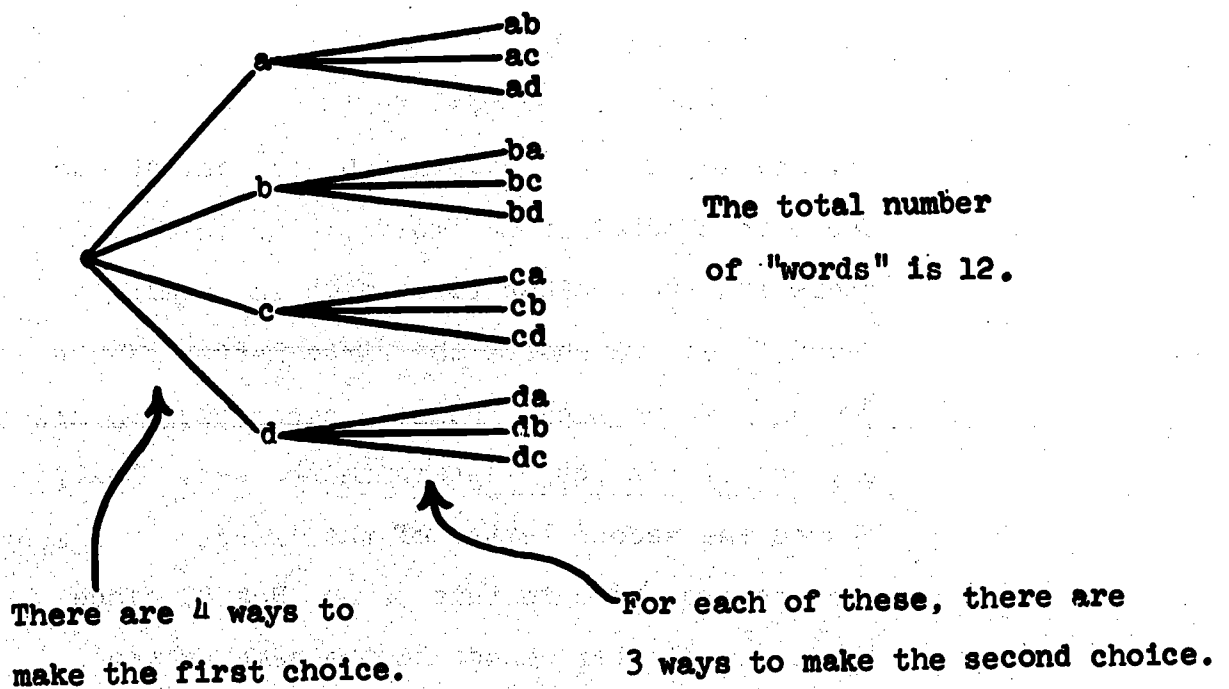 ab
a
ac
ad
ba
b
bc
bd
The total number
of "words" is 12.
ca
c
cb
cd
da
d
db
dc
There are 4 ways to
make the first choice.
For each of these, there are
3 ways to make the second choice.